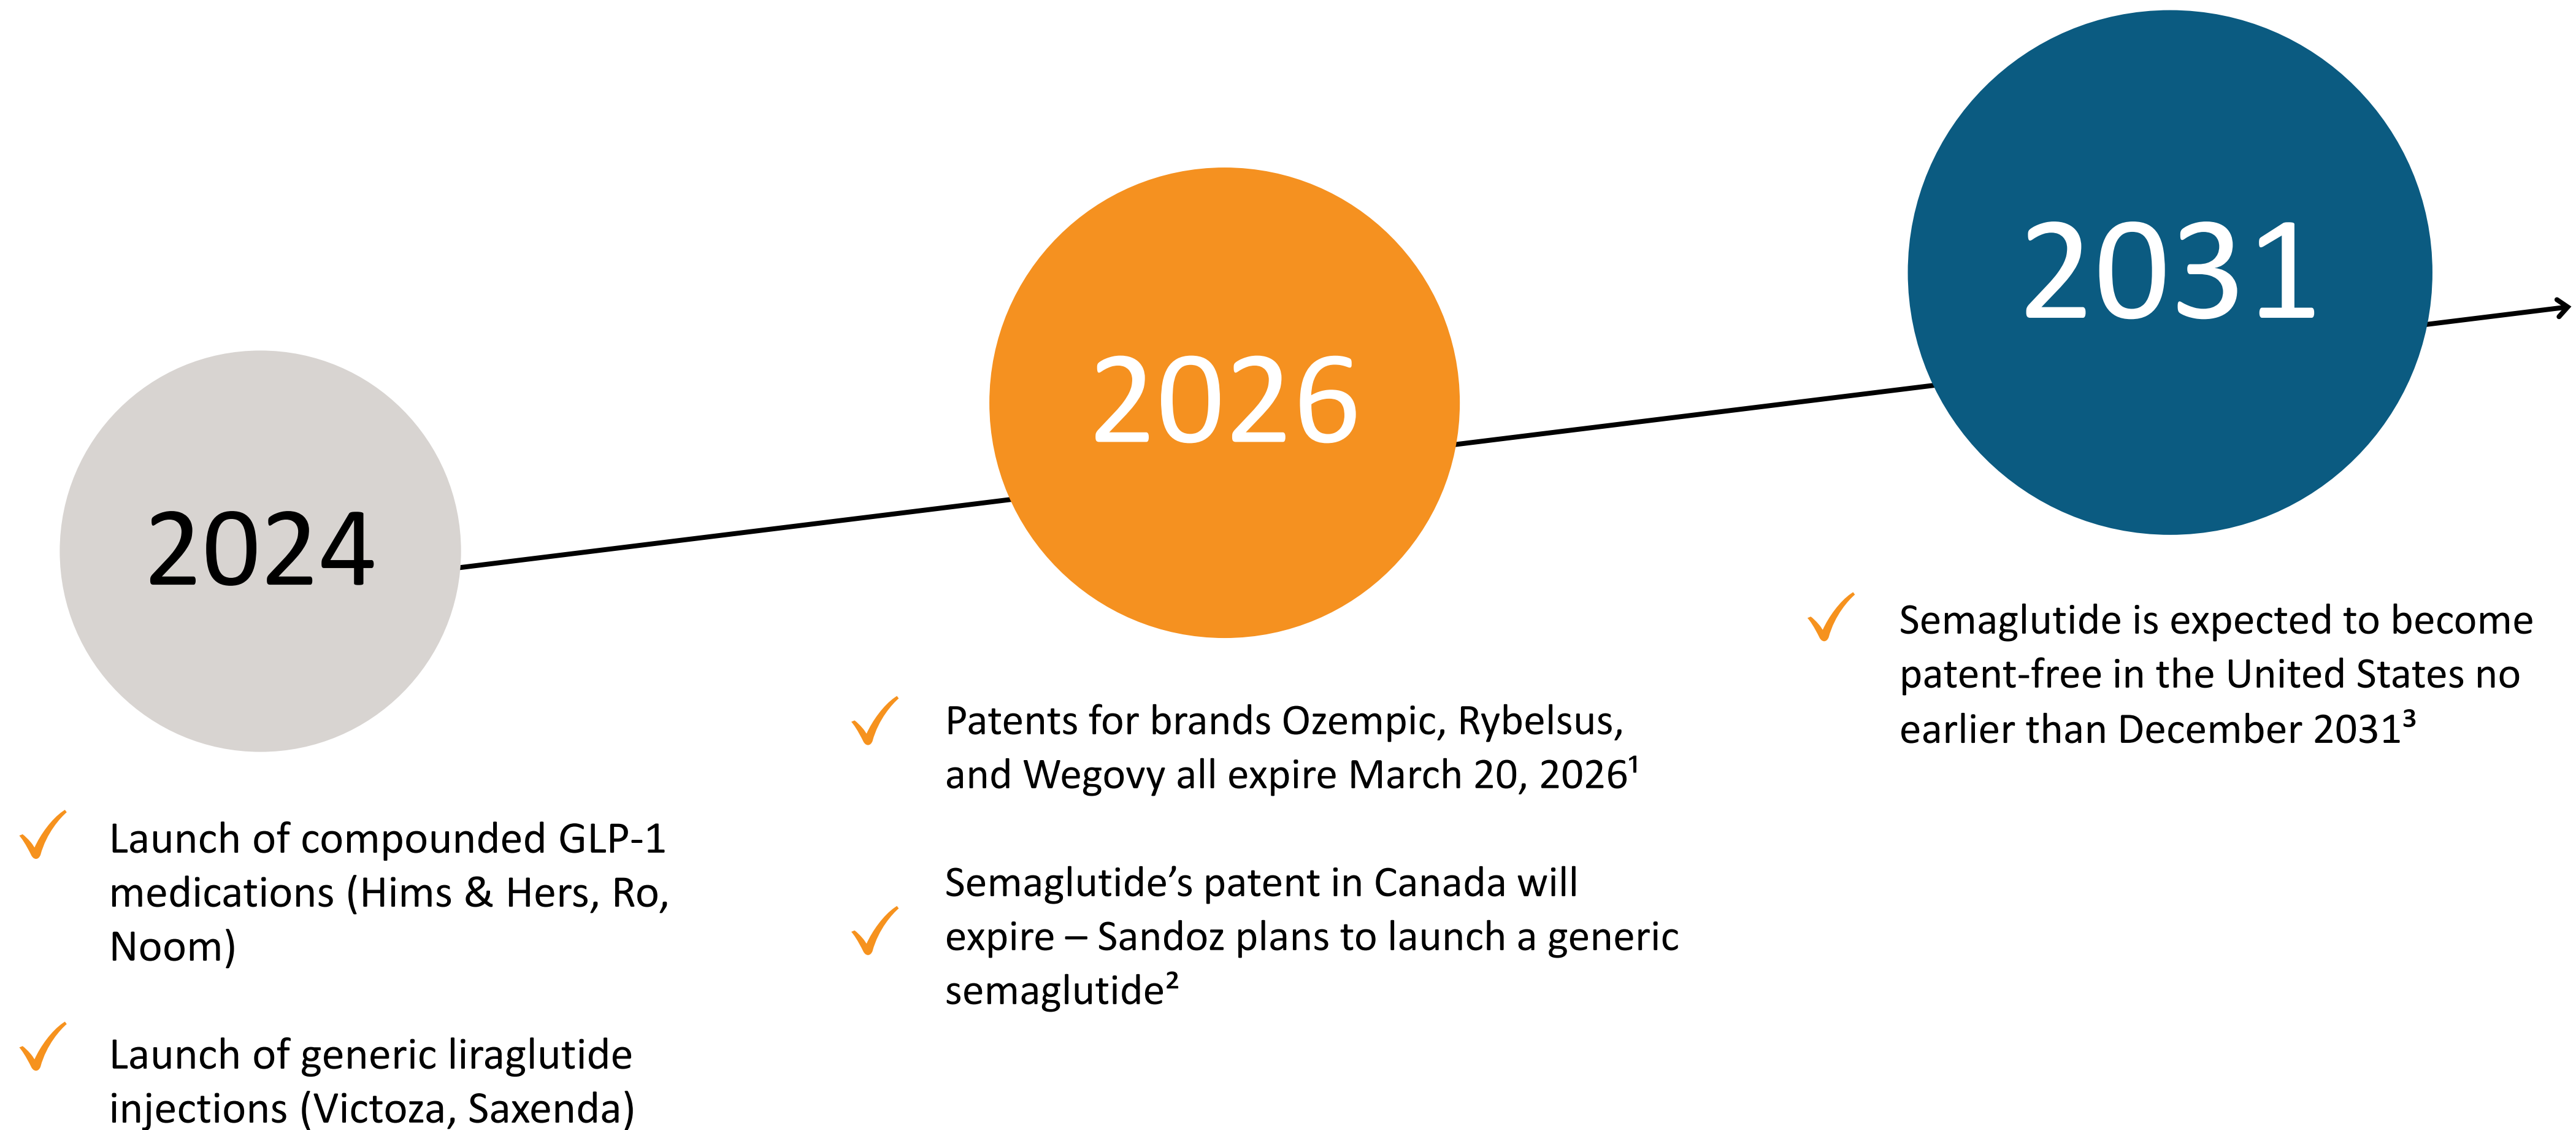 2024
Launch of compounded GLP-1
medications (Hims & Hers, Ro,
Noom)
Launch of generic liraglutide
injections (Victoza, Saxenda)
2026
Patents for brands Ozempic, Rybelsus,
and Wegovy all expire March 20, 2026¹
Semaglutide’s patent in Canada will
expire – Sandoz plans to launch a generic
semaglutide²
2031
Semaglutide is expected to become
patent-free in the United States no
earlier than December 2031³